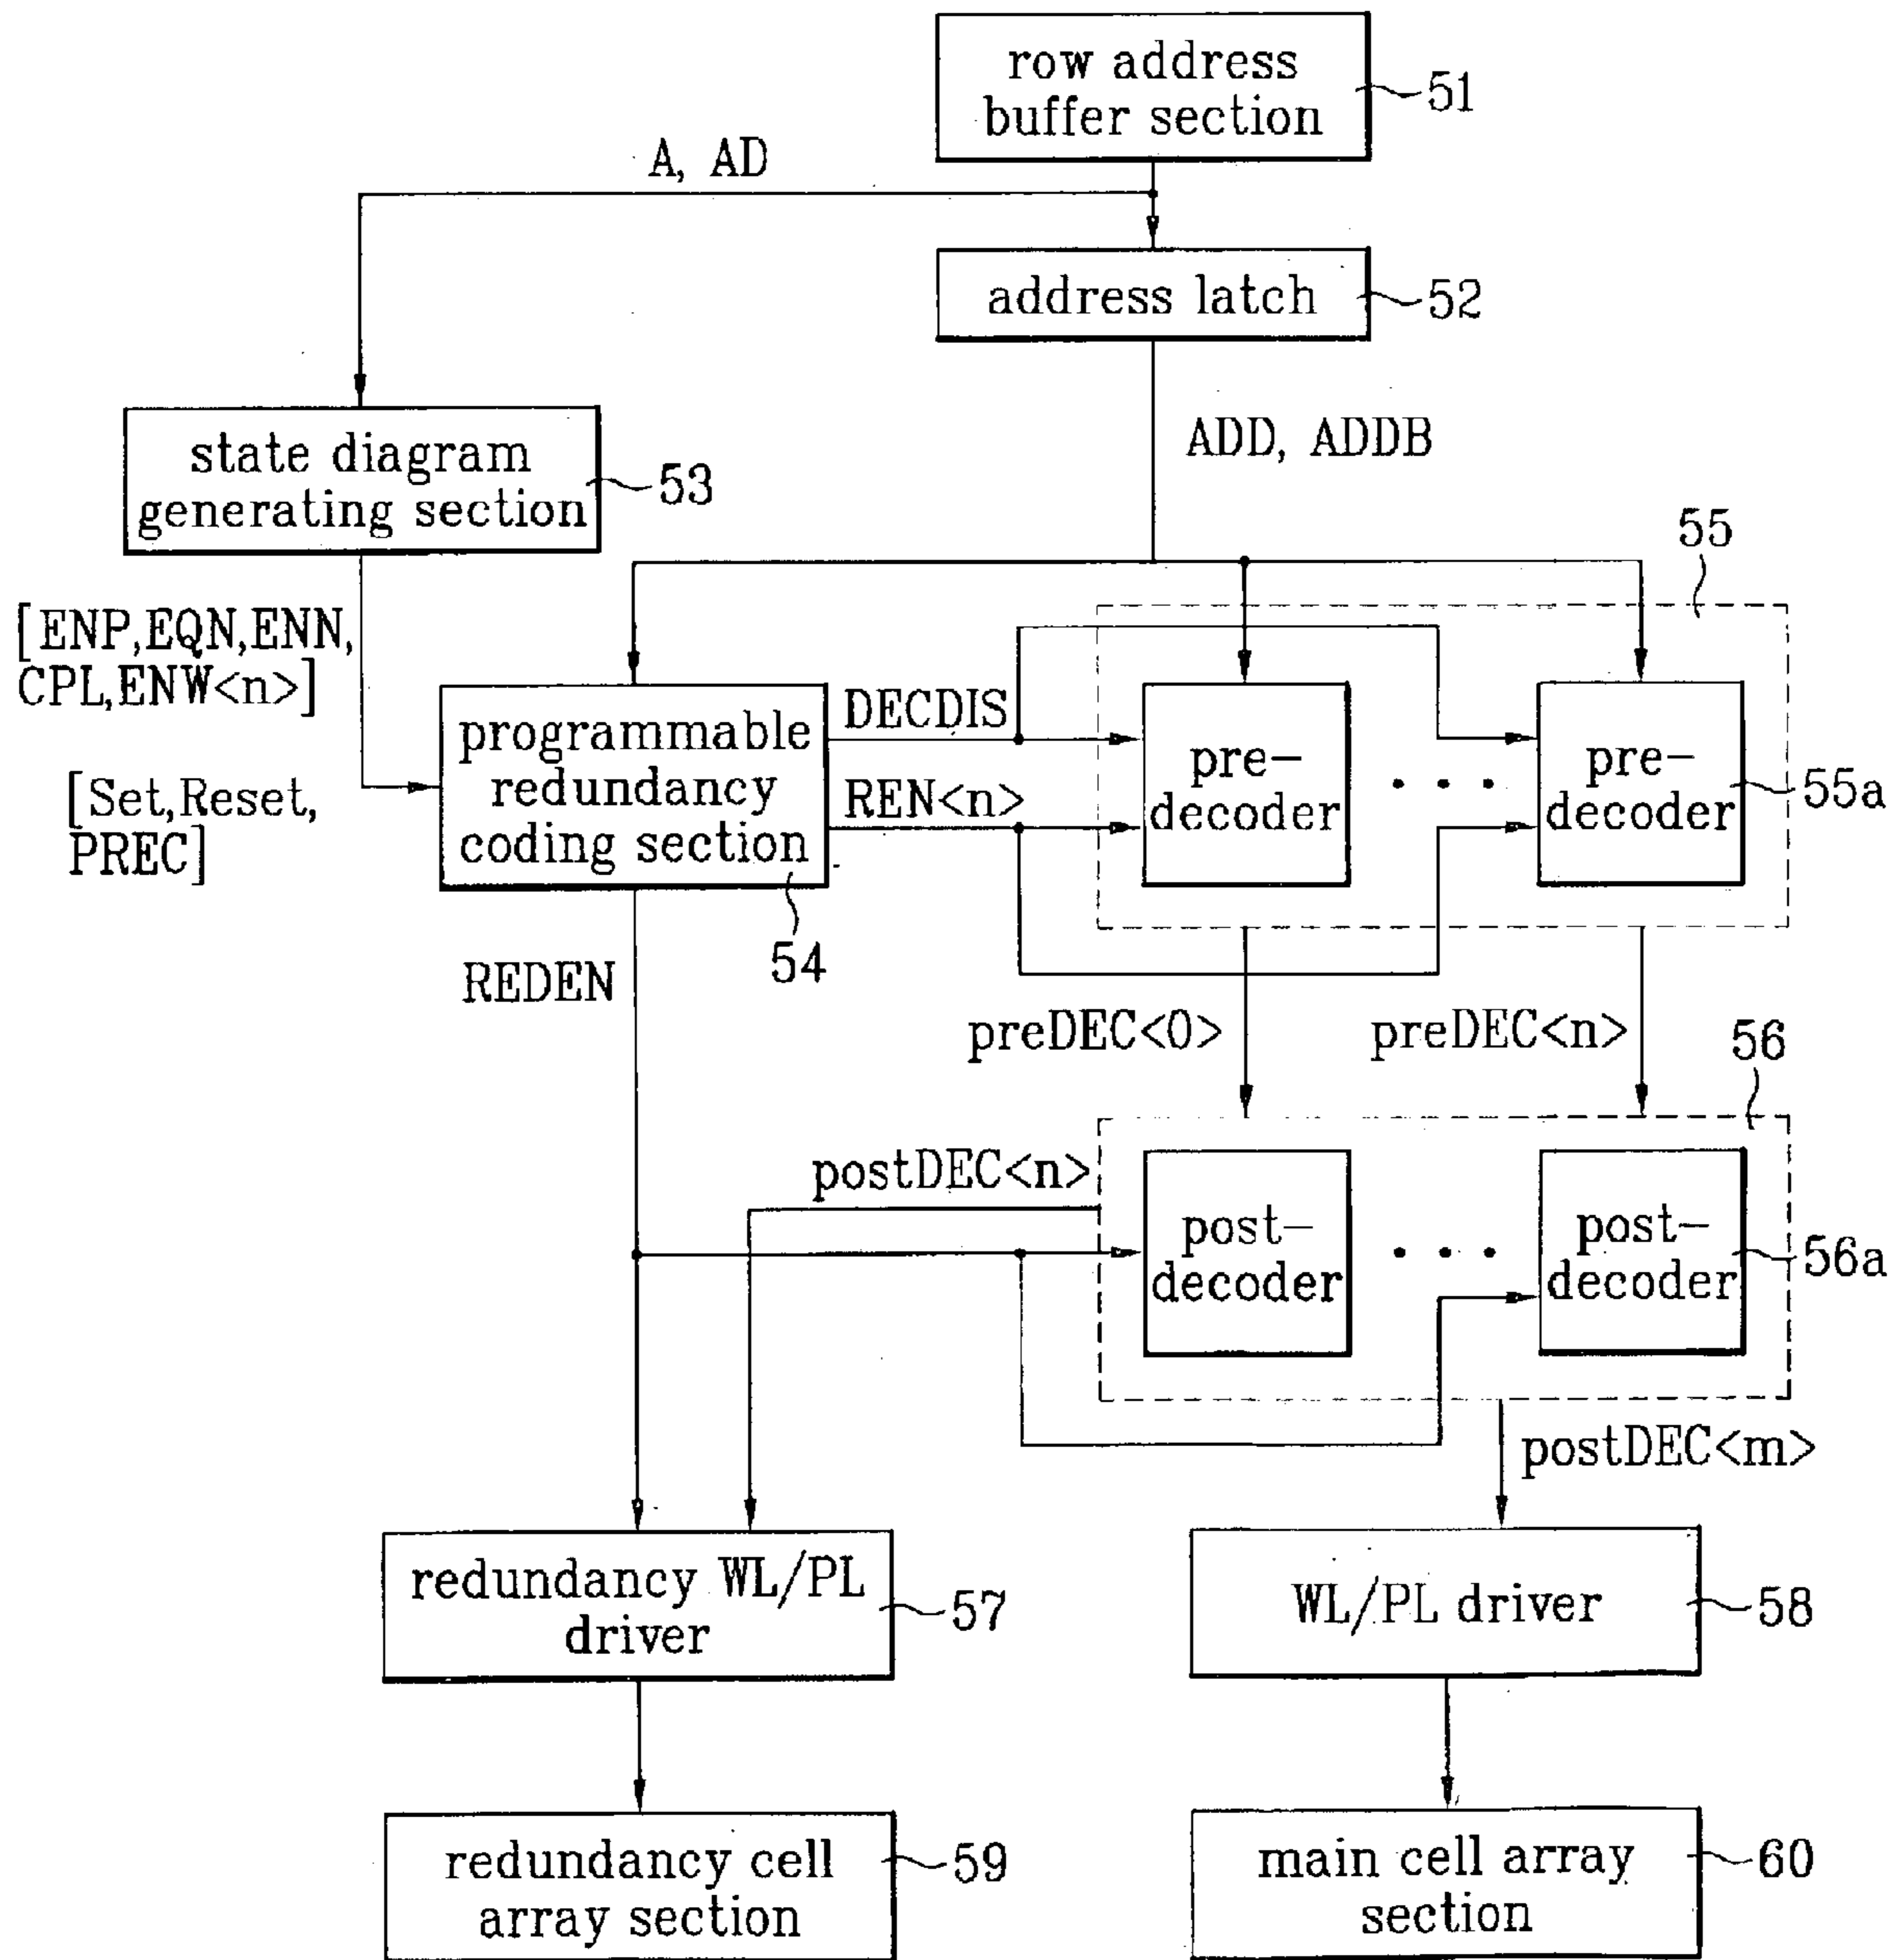 row address
buffer section
51
A, AD
address latch
52
state diagram
generating section
53
ADD, ADDB
55
[ENP,EQN,ENN,
CPL,ENW<n>]
[Set,Reset,
PREC]
programmable
redundancy
coding section
54
DECDIS
REN<n>
pre-
decoder
pre-
decoder
55a
REDEN
preDEC<0>
preDEC<n>
56
postDEC<n>
post-
decoder
post-
decoder
56a
postDEC<m>
redundancy WL/PL
driver
57
WL/PL driver
58
redundancy cell
array section
59
main cell array
section
60